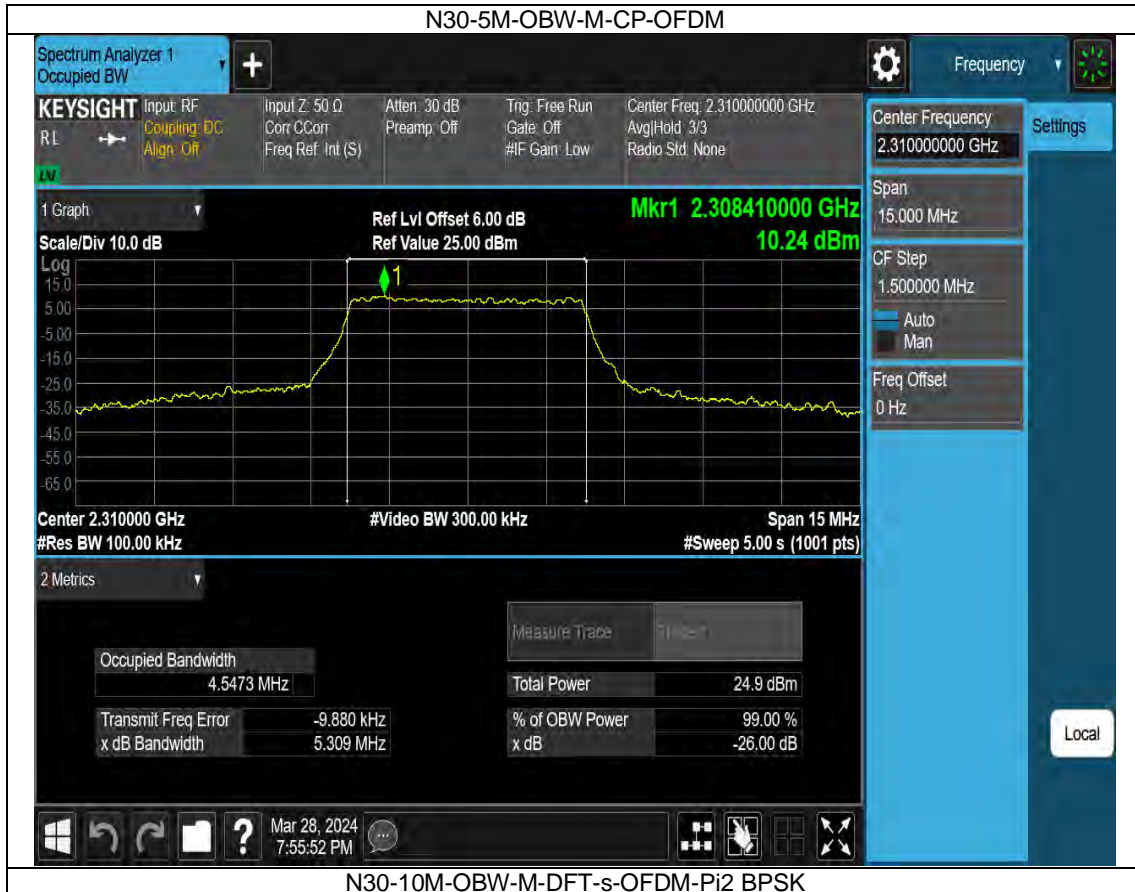 N30-5M-OBW-M-CP-OFDM
Spectrum Analyzer 1
Occupied BW
+
Frequency
KEYSIGHT
RL
Input: RF
Coupling: DC
Align: Off
Input Z: 50 Ω
Corr CCorr
Freq Ref: Int (S)
Atten: 30 dB
Preamp: Off
Trig: Free Run
Gate: Off
#IF Gain: Low
Center Freq: 2.310000000 GHz
Avg|Hold: 3/3
Radio Std: None
Center Frequency
2.310000000 GHz
Settings
Span
15.000 MHz
CF Step
1.500000 MHz
Auto
Man
Freq Offset
0 Hz
Local
1 Graph
Scale/Div 10.0 dB
Ref Lvl Offset 6.00 dB
Ref Value 25.00 dBm
Mkr1 2.308410000 GHz
10.24 dBm
Log
1
15.0
5.00
-5.00
-15.0
-25.0
-35.0
-45.0
-55.0
-65.0
Center 2.310000 GHz
#Video BW 300.00 kHz
Span 15 MHz
#Res BW 100.00 kHz
#Sweep 5.00 s (1001 pts)
2 Metrics
Measure Trace
Occupied Bandwidth
4.5473 MHz
Total Power 24.9 dBm
Transmit Freq Error -9.880 kHz
% of OBW Power 99.00 %
x dB Bandwidth 5.309 MHz
x dB -26.00 dB
?
Mar 28, 2024
7:55:52 PM
N30-10M-OBW-M-DFT-s-OFDM-Pi2 BPSK